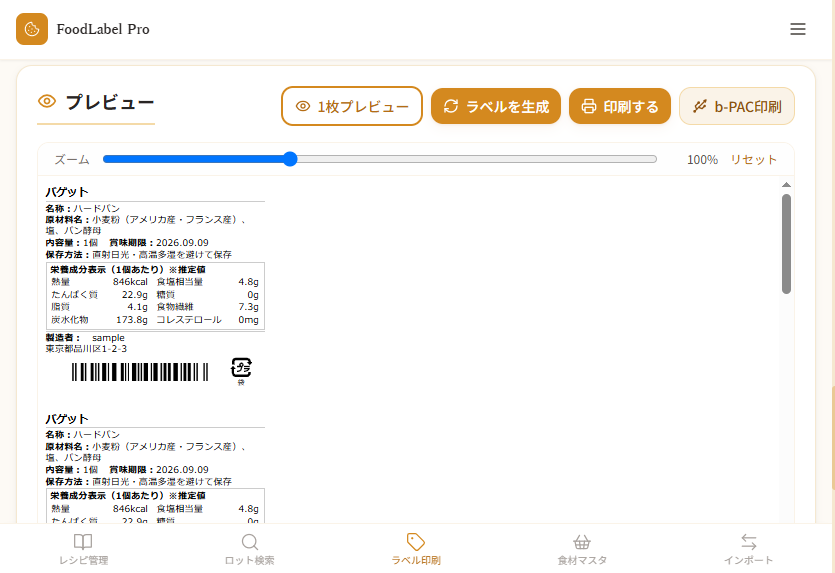 FoodLabel Pro
プレビュー
1枚プレビュー
ラベルを生成
印刷する
b-PAC印刷
ズーム
100%
リセット
バゲット
名称：ハードパン
原材料名：小麦粉（アメリカ産・フランス産）、
塩、パン酵母
内容量：1個 賞味期限：2026.09.09
保存方法：直射日光・高温多湿を避けて保存
栄養成分表示（1個あたり）※推定値
熱量 846kcal 食塩相当量 4.8g
たんぱく質 22.9g 糖質 0g
脂質 4.1g 食物繊維 7.3g
炭水化物 173.8g コレステロール 0mg
製造者： sample
東京都品川区1-2-3
プラ
袋
バゲット
名称：ハードパン
原材料名：小麦粉（アメリカ産・フランス産）、
塩、パン酵母
内容量：1個 賞味期限：2026.09.09
保存方法：直射日光・高温多湿を避けて保存
栄養成分表示（1個あたり）※推定値
熱量 846kcal 食塩相当量 4.8g
たんぱく質 22.9g 糖質 0g
レシピ管理
ロット検索
ラベル印刷
食材マスタ
インポート